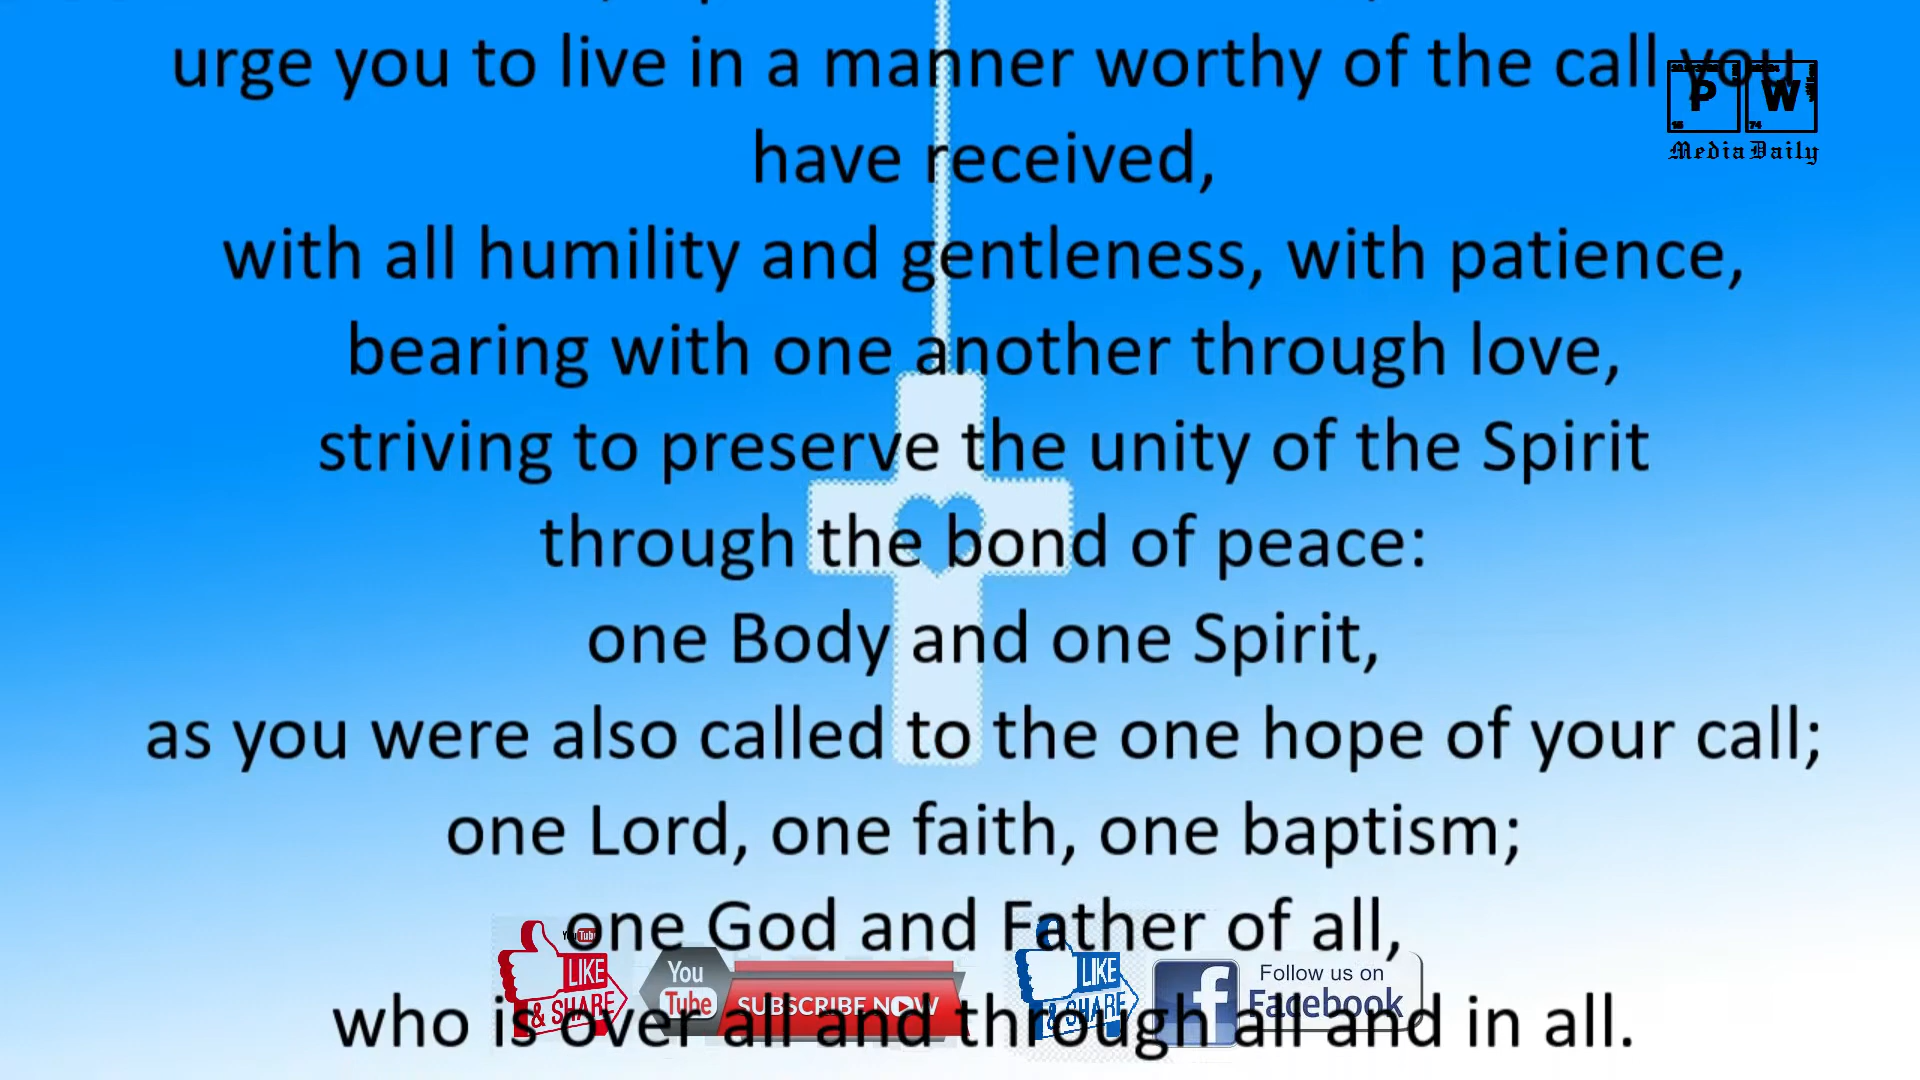 urge you to live in a manner worthy of the call you
have received,
with all humility and gentleness, with patience,
bearing with one another through love,
striving to preserve the unity of the Spirit
through the bond of peace:
one Body and one Spirit,
as you were also called to the one hope of your call;
one Lord, one faith, one baptism;
one God and Father of all,
who is over all and through all and in all.
P W
15 74
Media Daily
YouTube
LIKE
& SHARE
You
Tube
SUBSCRIBE NOW
LIKE
& SHARE
Follow us on
Facebook